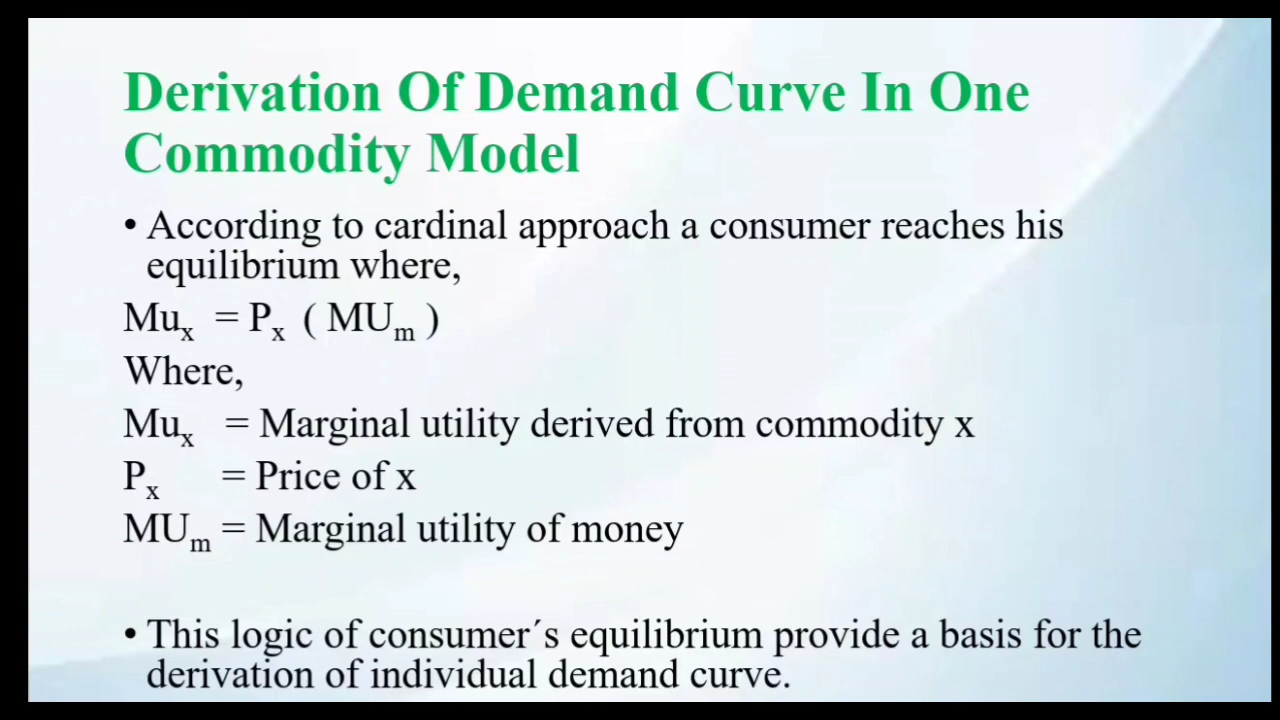 Derivation Of Demand Curve In One
Commodity Model
• According to cardinal approach a consumer reaches his
equilibrium where,
Muₓ = Pₓ ( MUₘ )
Where,
Muₓ = Marginal utility derived from commodity x
Pₓ = Price of x
MUₘ = Marginal utility of money
• This logic of consumer´s equilibrium provide a basis for the
derivation of individual demand curve.